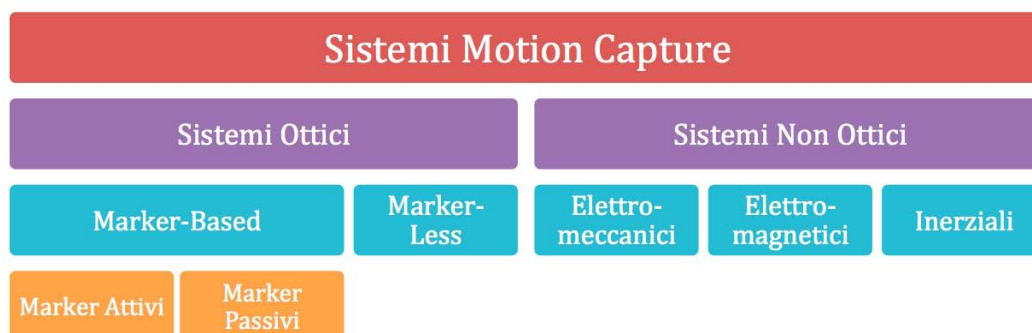 Sistemi Motion Capture
Sistemi Ottici
Sistemi Non Ottici
Marker-Based
Marker-
Less
Elettro-
meccanici
Elettro-
magnetici
Inerziali
Marker Attivi
Marker
Passivi